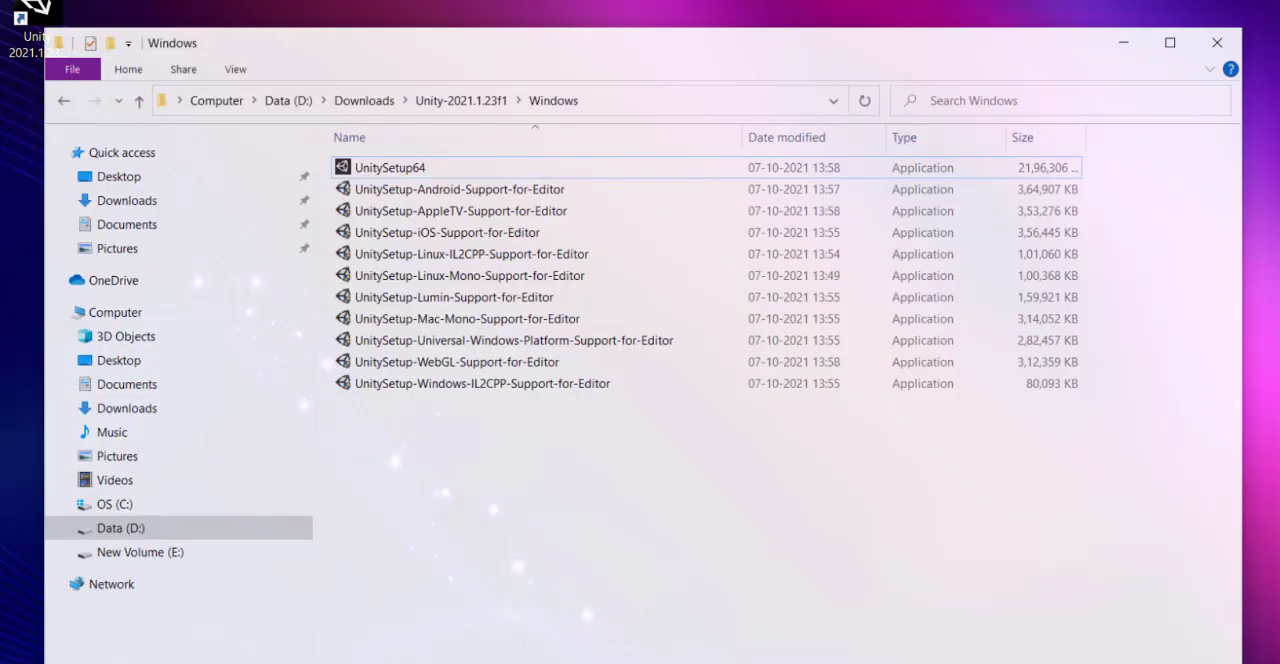 Unity
2021.1.2
Windows
File Home Share View
Computer Data (D:) Downloads Unity-2021.1.23f1 Windows Search Windows
Name Date modified Type Size
Quick access
Desktop
Downloads
Documents
Pictures
OneDrive
Computer
3D Objects
Desktop
Documents
Downloads
Music
Pictures
Videos
OS (C:)
Data (D:)
New Volume (E:)
Network
UnitySetup64 07-10-2021 13:58 Application 21,96,306 ...
UnitySetup-Android-Support-for-Editor 07-10-2021 13:57 Application 3,64,907 KB
UnitySetup-AppleTV-Support-for-Editor 07-10-2021 13:58 Application 3,53,276 KB
UnitySetup-iOS-Support-for-Editor 07-10-2021 13:55 Application 3,56,445 KB
UnitySetup-Linux-IL2CPP-Support-for-Editor 07-10-2021 13:54 Application 1,01,060 KB
UnitySetup-Linux-Mono-Support-for-Editor 07-10-2021 13:49 Application 1,00,368 KB
UnitySetup-Lumin-Support-for-Editor 07-10-2021 13:55 Application 1,59,921 KB
UnitySetup-Mac-Mono-Support-for-Editor 07-10-2021 13:55 Application 3,14,052 KB
UnitySetup-Universal-Windows-Platform-Support-for-Editor 07-10-2021 13:55 Application 2,82,457 KB
UnitySetup-WebGL-Support-for-Editor 07-10-2021 13:58 Application 3,12,359 KB
UnitySetup-Windows-IL2CPP-Support-for-Editor 07-10-2021 13:55 Application 80,093 KB